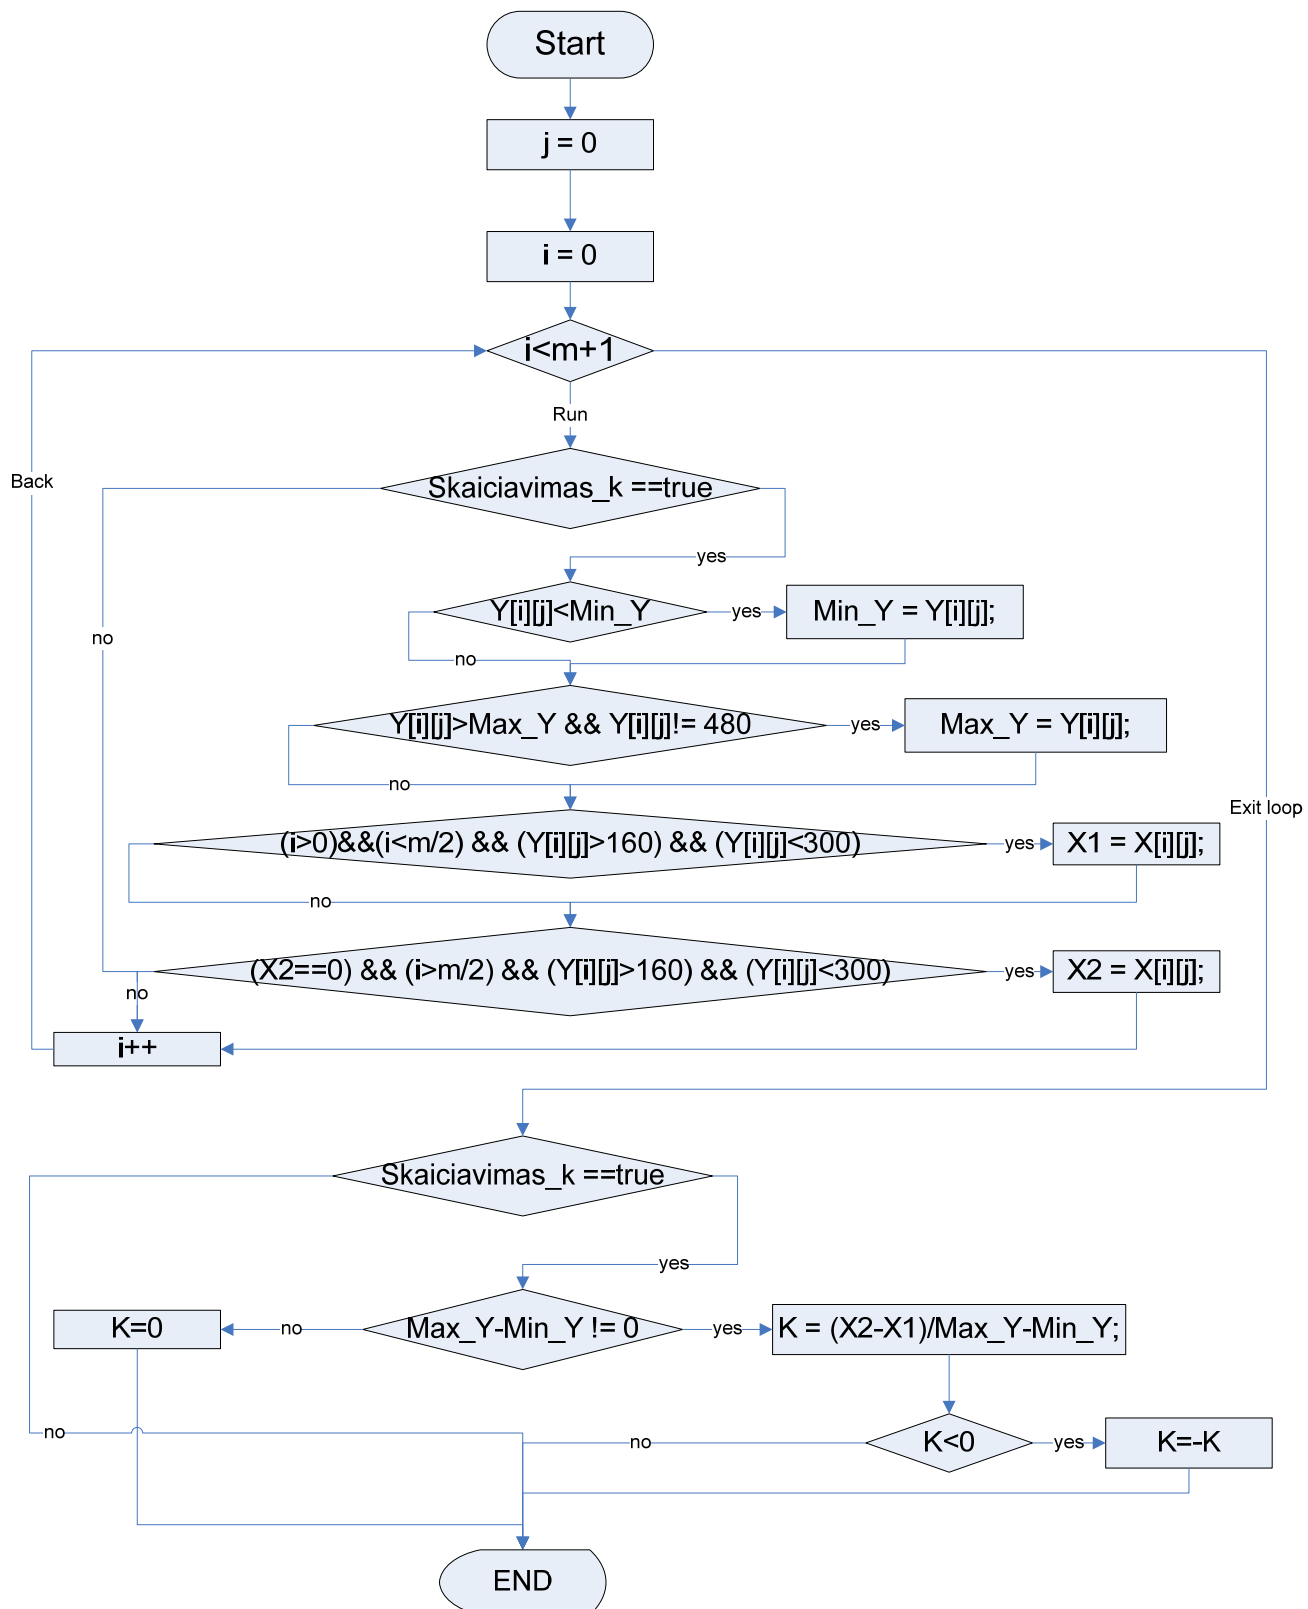 Start
j = 0
i = 0
i<m+1
Run
Back
Skaiciavimas_k ==true
yes
no
Y[i][j]<Min_Y
yes
Min_Y = Y[i][j];
no
Y[i][j]>Max_Y && Y[i][j]!= 480
yes
Max_Y = Y[i][j];
no
Exit loop
(i>0)&&(i<m/2) && (Y[i][j]>160) && (Y[i][j]<300)
yes
X1 = X[i][j];
no
(X2==0) && (i>m/2) && (Y[i][j]>160) && (Y[i][j]<300)
yes
X2 = X[i][j];
no
i++
Skaiciavimas_k ==true
yes
K=0
no
Max_Y-Min_Y != 0
yes
K = (X2-X1)/Max_Y-Min_Y;
no
no
K<0
yes
K=-K
END